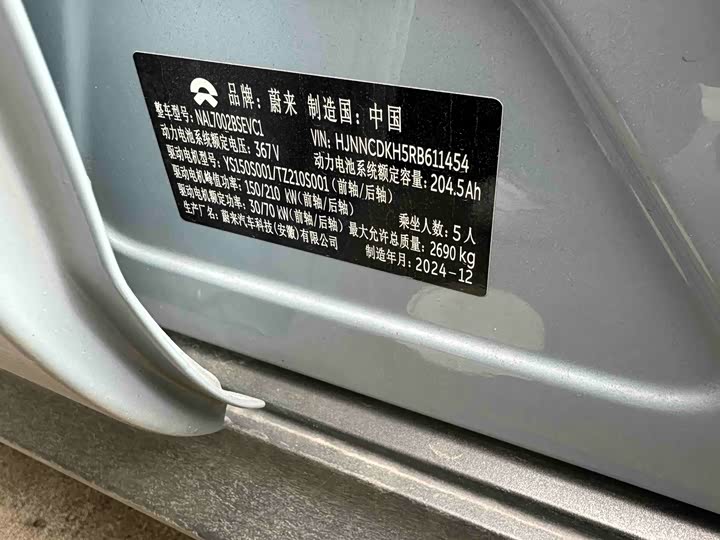 品牌：蔚来 制造国：中国
整车型号：NAL7002BSEVC1 VIN：HJNNCDKH5RB611454
动力电池系统额定电压：367V 动力电池系统额定容量：204.5Ah
驱动电机型号：YS150S001/TZ210S001(前轴/后轴)
驱动电机峰值功率：150/210 kW(前轴/后轴)
驱动电机额定功率：30/70 kW(前轴/后轴) 乘坐人数：5人
生产厂名：蔚来汽车科技(安徽)有限公司 最大允许总质量：2690 kg
制造年月：2024-12